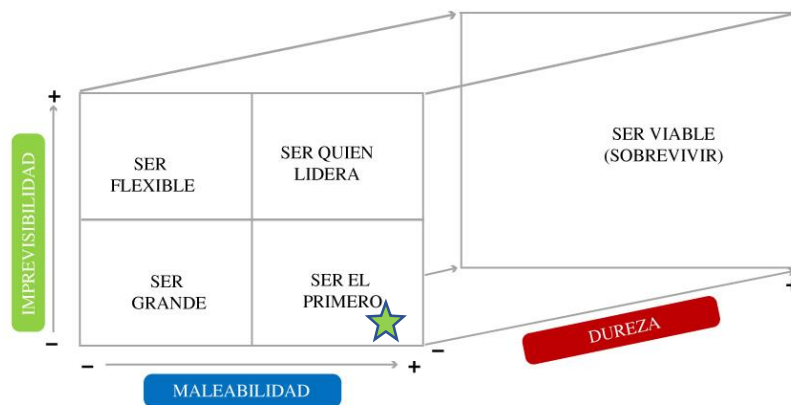 +
SER QUIEN
LIDERA
SER
FLEXIBLE
SER VIABLE
(SOBREVIVIR)
IMPREVISIBILIDAD
SER
GRANDE
SER EL
PRIMERO
+
DUREZA
−
−
−
+
MALEABILIDAD